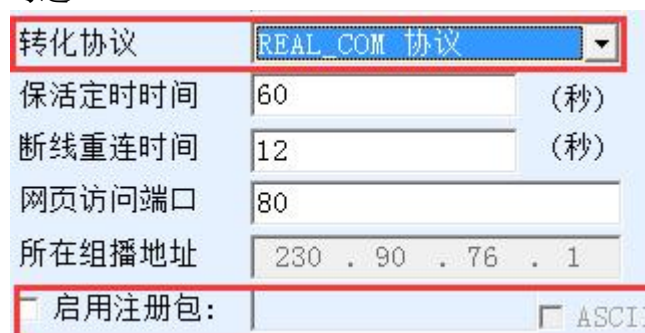 转化协议 REAL_COM 协议
保活定时时间 60 (秒)
断线重连时间 12 (秒)
网页访问端口 80
所在组播地址 230 . 90 . 76 . 1
启用注册包: ASCII